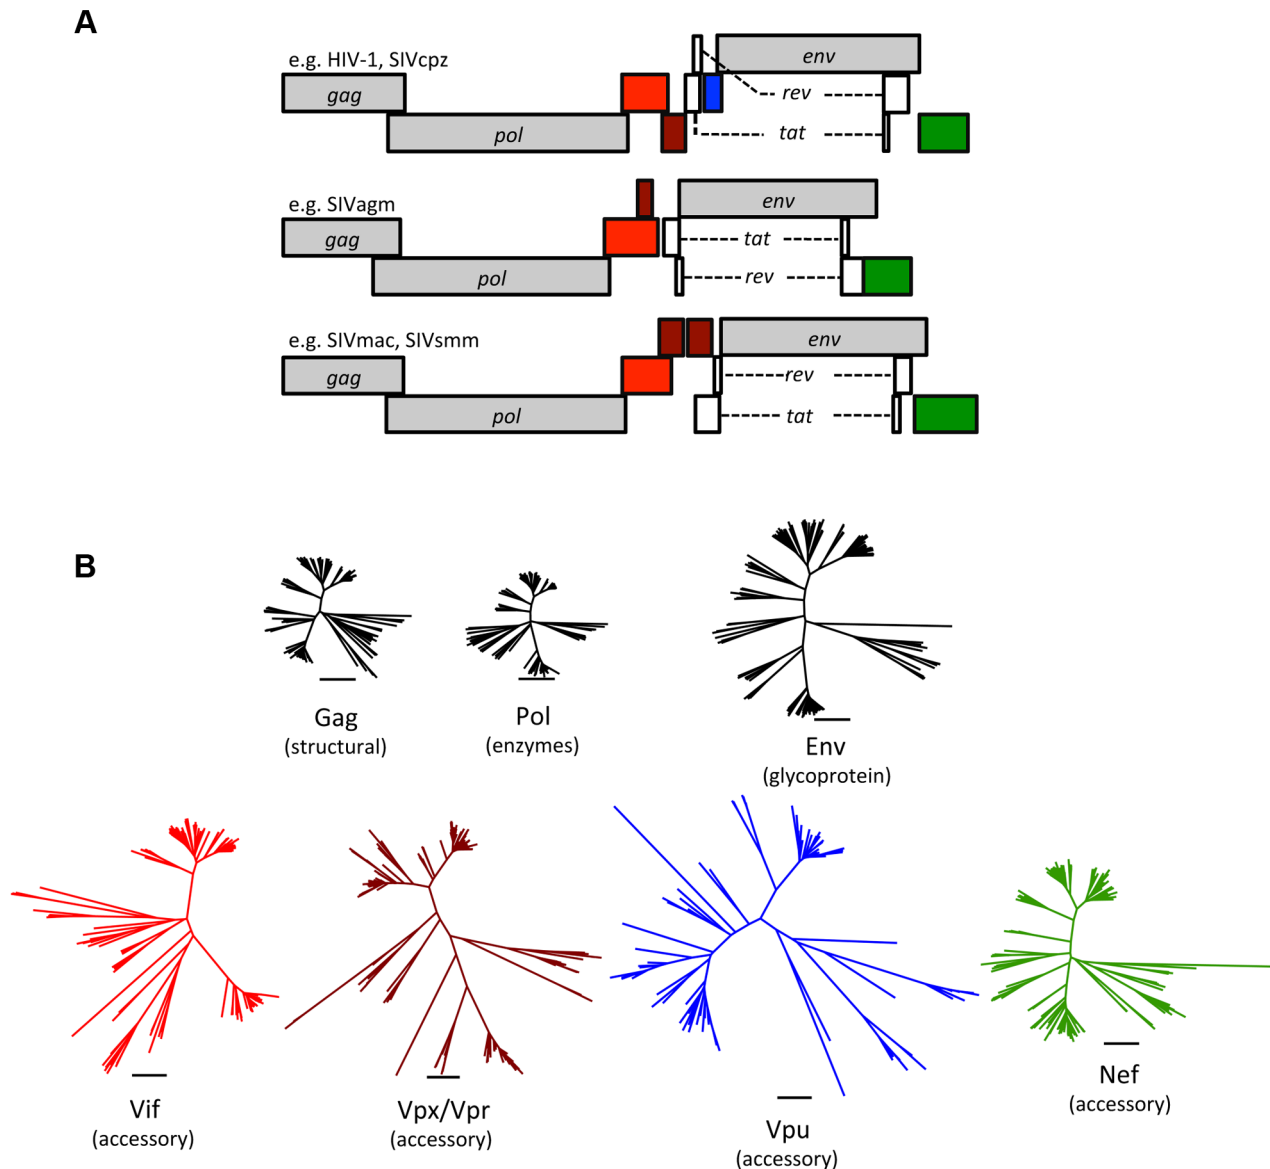 A
e.g. HIV-1, SIVcpz
env
gag
rev
pol
tat
e.g. SIVagm
env
gag
tat
pol
rev
e.g. SIVmac, SIVsmm
env
gag
rev
pol
tat
B
Gag
(structural)
Pol
(enzymes)
Env
(glycoprotein)
Vif
(accessory)
Vpx/Vpr
(accessory)
Vpu
(accessory)
Nef
(accessory)